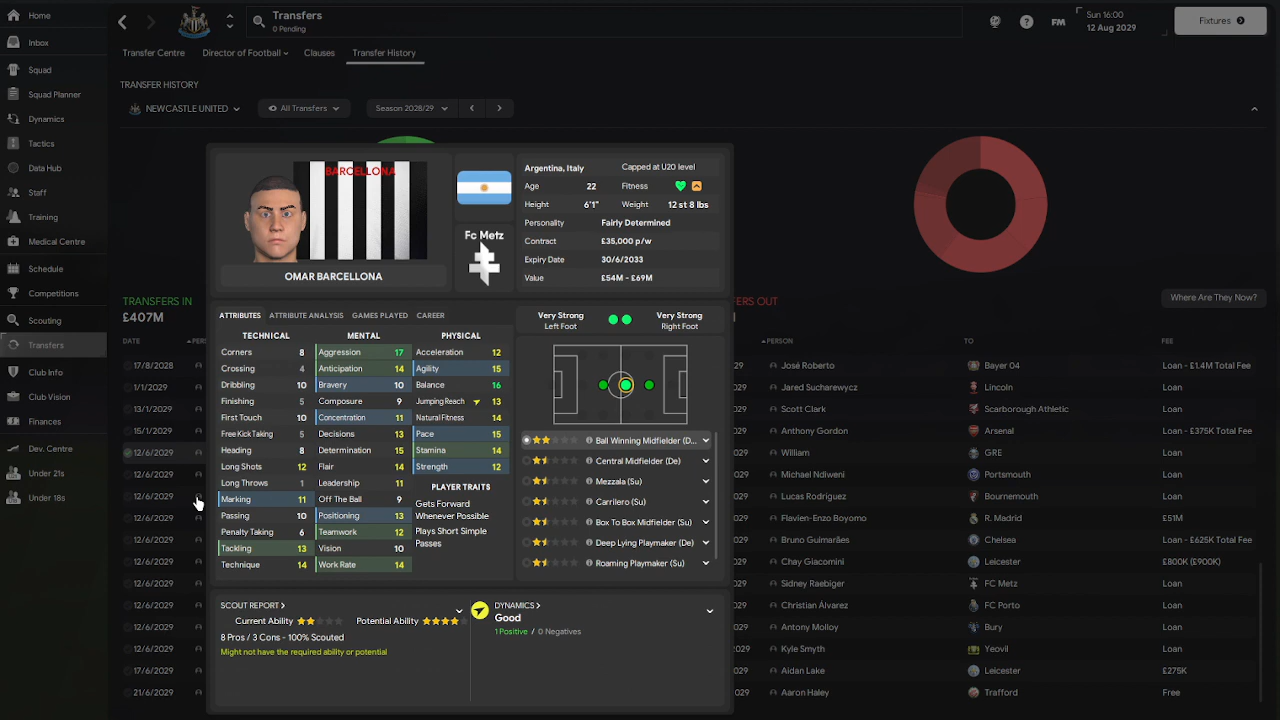 Home
Inbox
Squad
Squad Planner
Dynamics
Tactics
Data Hub
Staff
Training
Medical Centre
Schedule
Competitions
Scouting
Transfers
Club Info
Club Vision
Finances
Dev. Centre
Under 21s
Under 18s
Transfers
0 Pending
FM
Sun 16:00
12 Aug 2029
Fixtures
Transfer Centre
Director of Football
Clauses
Transfer History
TRANSFER HISTORY
NEWCASTLE UNITED
All Transfers
Season 2028/29
BARCELLONA
OMAR BARCELLONA
Fc Metz
Argentina, Italy Capped at U20 level
Age 22 Fitness
Height 6'1" Weight 12 st 8 lbs
Personality Fairly Determined
Contract £35,000 p/w
Expiry Date 30/6/2033
Value £54M - £69M
ATTRIBUTES ATTRIBUTE ANALYSIS GAMES PLAYED CAREER
TECHNICAL
Corners 8
Crossing 4
Dribbling 10
Finishing 5
First Touch 10
Free Kick Taking 5
Heading 8
Long Shots 12
Long Throws 1
Marking 11
Passing 10
Penalty Taking 6
Tackling 13
Technique 14
MENTAL
Aggression 17
Anticipation 14
Bravery 10
Composure 9
Concentration 11
Decisions 13
Determination 15
Flair 14
Leadership 11
Off The Ball 9
Positioning 13
Teamwork 12
Vision 10
Work Rate 14
PHYSICAL
Acceleration 12
Agility 15
Balance 16
Jumping Reach 13
Natural Fitness 14
Pace 15
Stamina 14
Strength 12
PLAYER TRAITS
Gets Forward
Whenever Possible
Plays Short Simple
Passes
Very Strong
Left Foot
Very Strong
Right Foot
Ball Winning Midfielder (D...
Central Midfielder (De)
Mezzala (Su)
Carrilero (Su)
Box To Box Midfielder (Su)
Deep Lying Playmaker (De)
Roaming Playmaker (Su)
SCOUT REPORT
Current Ability Potential Ability
8 Pros / 3 Cons - 100% Scouted
Might not have the required ability or potential
DYNAMICS
Good
1 Positive / 0 Negatives
TRANSFERS IN
£407M
DATE
17/8/2028
1/1/2029
13/1/2029
15/1/2029
12/6/2029
12/6/2029
12/6/2029
12/6/2029
12/6/2029
12/6/2029
12/6/2029
12/6/2029
12/6/2029
12/6/2029
17/6/2029
21/6/2029
Where Are They Now?
PERSON TO FEE
José Roberto Bayer 04 Loan - £1.4M Total Fee
Jared Sucharewycz Lincoln Loan
Scott Clark Scarborough Athletic Loan
Anthony Gordon Arsenal Loan - £375K Total Fee
William GRE Loan
Michael Ndiweni Portsmouth Loan
Lucas Rodríguez Bournemouth Loan
Flavien-Enzo Boyomo R. Madrid £51M
Bruno Guimarães Chelsea Loan - £625K Total Fee
Chay Giacomini Leicester £800K (£900K)
Sidney Raebiger FC Metz Loan
Christian Álvarez FC Porto Loan
Antony Molloy Bury Loan
Kyle Smyth Yeovil Loan
Aidan Lake Leicester £275K
Aaron Haley Trafford Free